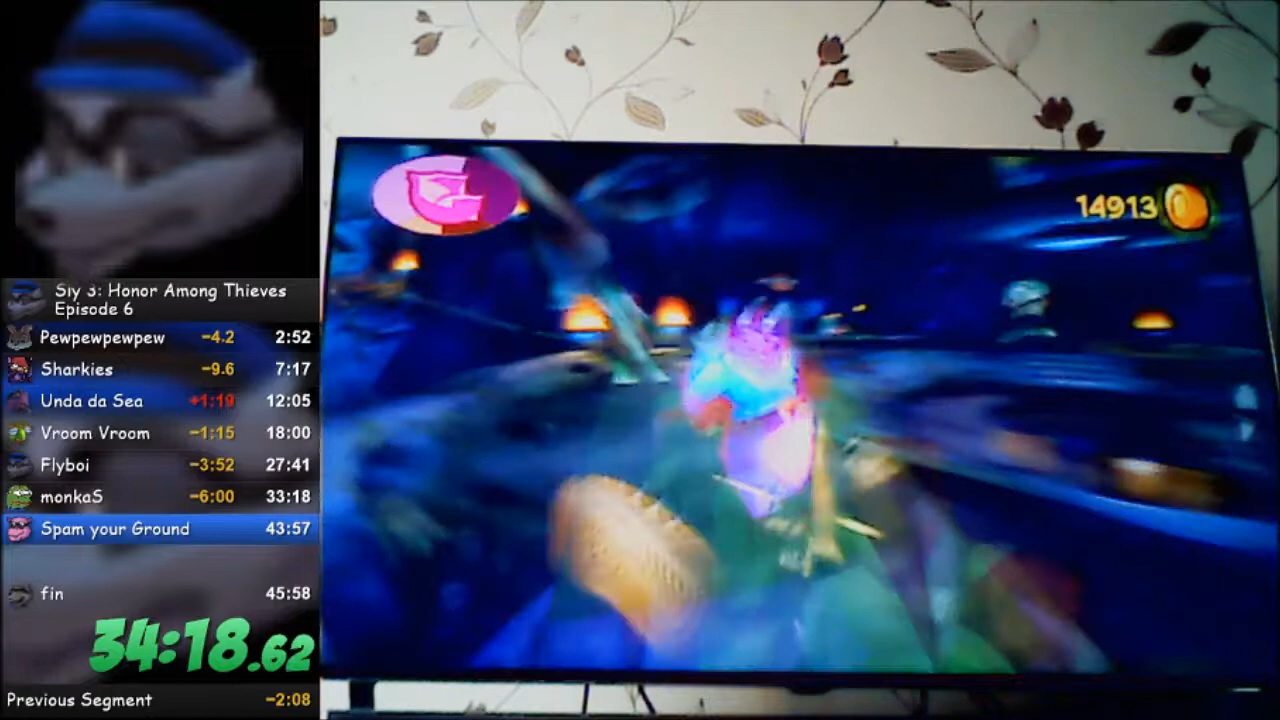 14913
Sly 3: Honor Among Thieves
Episode 6
Pewpewpewpew -4.2 2:52
Sharkies -9.6 7:17
Unda da Sea +1:19 12:05
Vroom Vroom -1:15 18:00
Flyboi -3:52 27:41
monkaS -6:00 33:18
Spam your Ground 43:57
fin 45:58
34:18.62
Previous Segment -2:08